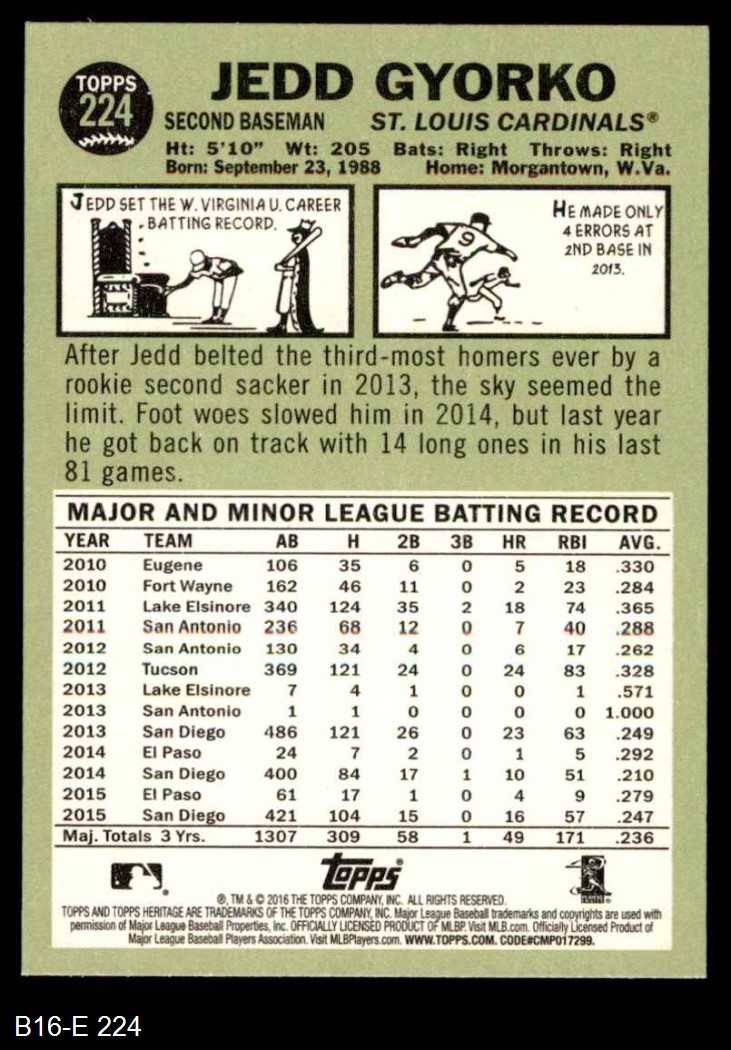 TOPPS
224
JEDD GYORKO
SECOND BASEMAN ST. LOUIS CARDINALS®
Ht: 5'10" Wt: 205 Bats: Right Throws: Right
Born: September 23, 1988 Home: Morgantown, W.Va.
JEDD SET THE W. VIRGINIA U. CAREER
BATTING RECORD.
HE MADE ONLY
4 ERRORS AT
2ND BASE IN
2013.
9
After Jedd belted the third-most homers ever by a
rookie second sacker in 2013, the sky seemed the
limit. Foot woes slowed him in 2014, but last year
he got back on track with 14 long ones in his last
81 games.
MAJOR AND MINOR LEAGUE BATTING RECORD
YEAR TEAM AB H 2B 3B HR RBI AVG.
2010 Eugene 106 35 6 0 5 18 .330
2010 Fort Wayne 162 46 11 0 2 23 .284
2011 Lake Elsinore 340 124 35 2 18 74 .365
2011 San Antonio 236 68 12 0 7 40 .288
2012 San Antonio 130 34 4 0 6 17 .262
2012 Tucson 369 121 24 0 24 83 .328
2013 Lake Elsinore 7 4 1 0 0 1 .571
2013 San Antonio 1 1 0 0 0 0 1.000
2013 San Diego 486 121 26 0 23 63 .249
2014 El Paso 24 7 2 0 1 5 .292
2014 San Diego 400 84 17 1 10 51 .210
2015 El Paso 61 17 1 0 4 9 .279
2015 San Diego 421 104 15 0 16 57 .247
Maj. Totals 3 Yrs. 1307 309 58 1 49 171 .236
Topps®
®, TM & © 2016 THE TOPPS COMPANY, INC. ALL RIGHTS RESERVED.
TOPPS AND TOPPS HERITAGE ARE TRADEMARKS OF THE TOPPS COMPANY, INC. Major League Baseball trademarks and copyrights are used with
permission of Major League Baseball Properties, Inc. OFFICIALLY LICENSED PRODUCT OF MLBP. Visit MLB.com. Officially Licensed Product of
Major League Baseball Players Association. Visit MLBPlayers.com. WWW.TOPPS.COM. CODE#CMP017299.
B16-E 224